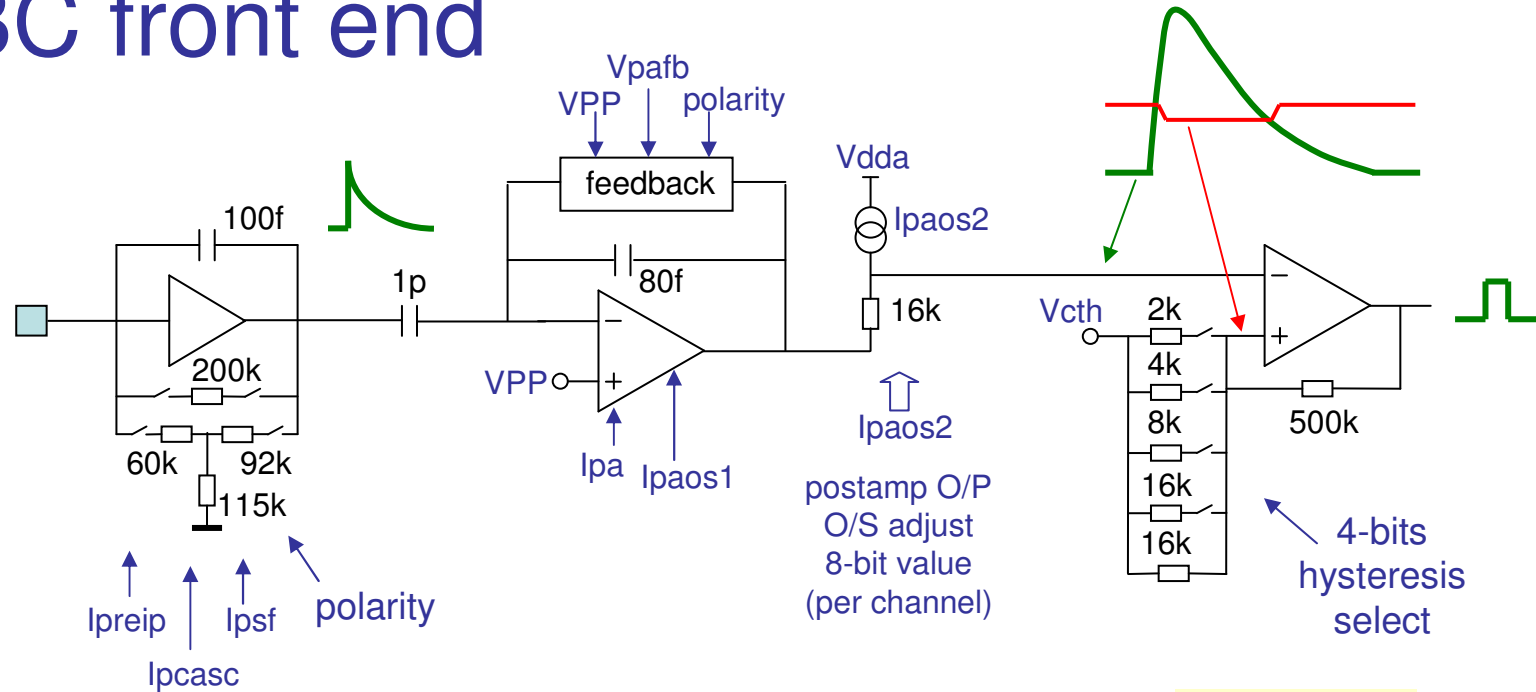 BC front end
Vpafb
VPP
polarity
feedback
Vdda
Ipaos2
100f
1p
80f
16k
Vcth
2k
4k
8k
16k
16k
500k
−
+
−
+
VPP
200k
60k
92k
115k
Ipa
Ipaos1
Ipaos2
postamp O/P
O/S adjust
8-bit value
(per channel)
4-bits
hysteresis
select
Ipreip
Ipsf
polarity
Ipcasc